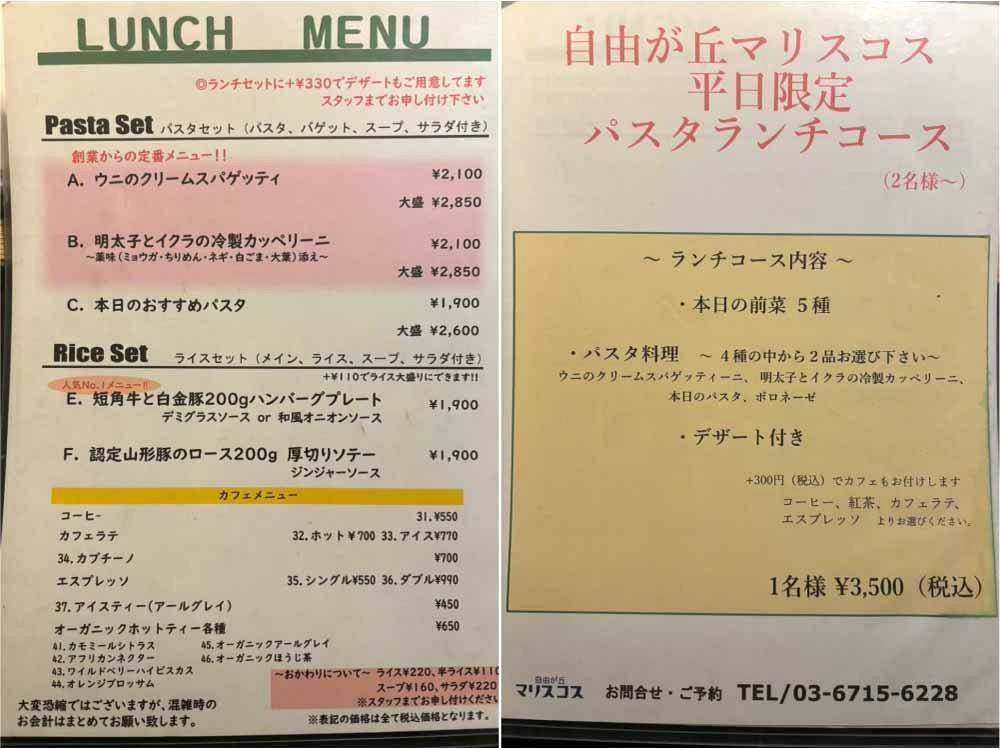 LUNCH MENU
◎ランチセットに+¥330でデザートもご用意してます
スタッフまでお申し付け下さい
Pasta Set パスタセット（パスタ、バゲット、スープ、サラダ付き）
創業からの定番メニュー！！
A. ウニのクリームスパゲッティ ¥2,100
大盛 ¥2,850
B. 明太子とイクラの冷製カッペリーニ ¥2,100
～薬味（ミョウガ・ちりめん・ネギ・白ごま・大葉）添え～
大盛 ¥2,850
C. 本日のおすすめパスタ ¥1,900
大盛 ¥2,600
Rice Set ライスセット（メイン、ライス、スープ、サラダ付き）
+¥110でライス大盛りにできます!!
人気No.1メニュー!!
E. 短角牛と白金豚200gハンバーグプレート ¥1,900
デミグラスソース or 和風オニオンソース
F. 認定山形豚のロース200g 厚切りソテー ¥1,900
ジンジャーソース
カフェメニュー
コーヒー 31.¥550
カフェラテ 32.ホット¥700 33.アイス¥770
34.カプチーノ ¥700
エスプレッソ 35.シングル¥550 36.ダブル¥990
37.アイスティー（アールグレイ） ¥450
オーガニックホットティー各種 ¥650
41.カモミールシトラス 45.オーガニックアールグレイ
42.アフリカンネクター 46.オーガニックほうじ茶
43.ワイルドベリーハイビスカス
44.オレンジブロッサム
～おかわりについて～ ライス¥220、半ライス¥110
スープ¥160、サラダ¥220
※スタッフまでお申し付けください
大変恐縮ではございますが、混雑時の
お会計はまとめてお願い致します。
※表記の価格は全て税込価格となります。
自由が丘マリスコス
平日限定
パスタランチコース
（2名様～）
～ ランチコース内容 ～
・本日の前菜 5種
・パスタ料理 ～ 4種の中から2品お選び下さい～
ウニのクリームスパゲッティーニ、明太子とイクラの冷製カッペリーニ、
本日のパスタ、ボロネーゼ
・デザート付き
+300円（税込）でカフェもお付けします
コーヒー、紅茶、カフェラテ、
エスプレッソ よりお選びください。
1名様 ¥3,500（税込）
自由が丘
マリスコス お問合せ・ご予約 TEL/03-6715-6228